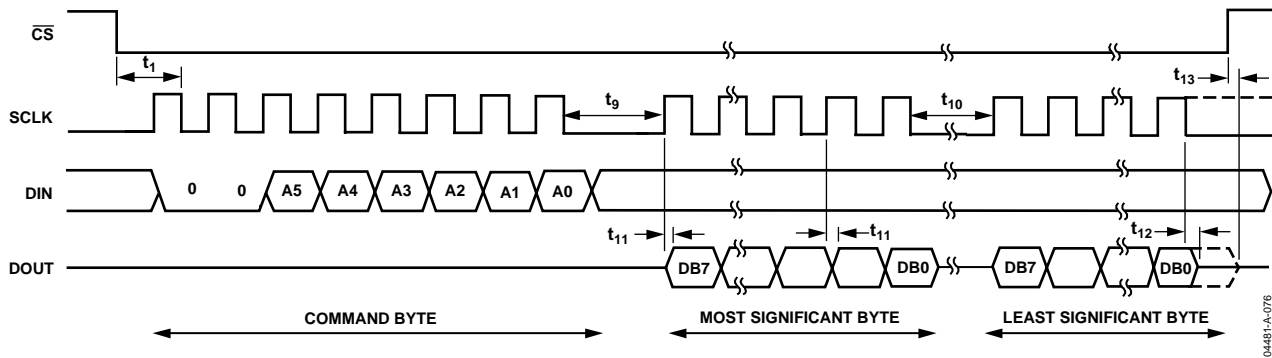 CS
t1
t13
SCLK
t9
t10
DIN
0 0 A5 A4 A3 A2 A1 A0
t11
t11
t12
DOUT
DB7 DB0 DB7 DB0
COMMAND BYTE
MOST SIGNIFICANT BYTE
LEAST SIGNIFICANT BYTE
04481-A-076